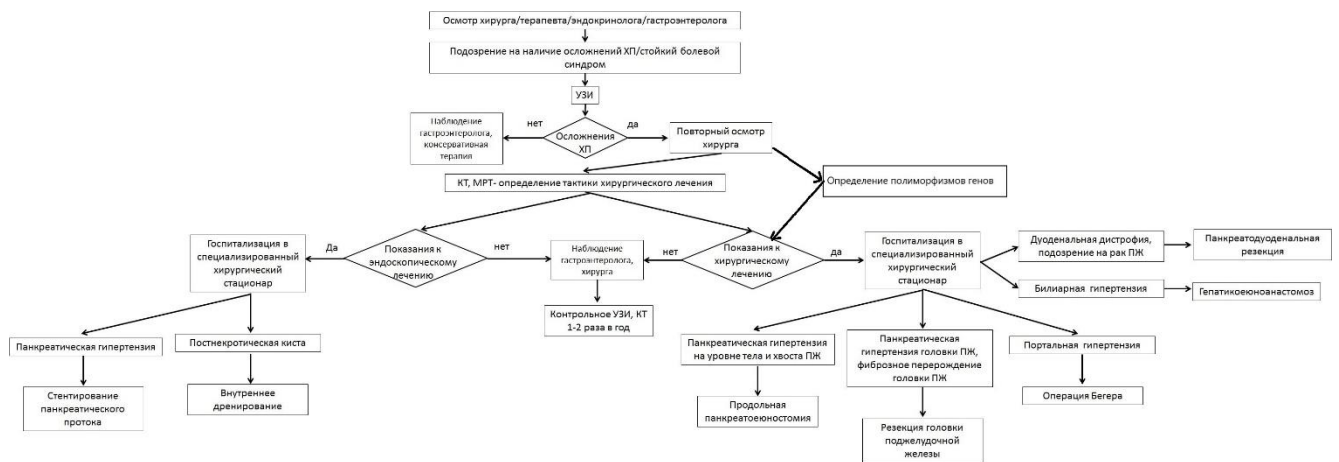 Осмотр хирурга/терапевта/эндокринолога/гастроэнтеролога
Подозрение на наличие осложнений ХП/стойкий болевой
синдром
УЗИ
Наблюдение
гастроэнтеролога,
консервативная
терапия
нет
Осложнения
ХП
да
Повторный осмотр
хирурга
КТ, МРТ- определение тактики хирургического лечения
Определение полиморфизмов генов
Госпитализация в
специализированный
хирургический
стационар
Да
Показания к
эндоскопическому
лечению
нет
Наблюдение
гастроэнтеролога,
хирурга
нет
Показания к
хирургическому
лечению
да
Госпитализация в
специализированный
хирургический
стационар
Дуоденальная дистрофия,
подозрение на рак ПЖ
Панкреатодуоденальная
резекция
Билиарная гипертензия
Гепатикоеюноанастомоз
Контрольное УЗИ, КТ
1-2 раза в год
Панкреатическая гипертензия
Постнекротическая киста
Панкреатическая гипертензия
на уровне тела и хвоста ПЖ
Панкреатическая
гипертензия головки ПЖ,
фиброзное перерождение
головки ПЖ
Портальная гипертензия
Стентирование
панкреатического
протока
Внутреннее
дренирование
Продольная
панкреатоеюностомия
Резекция головки
поджелудочной
железы
Операция Бегера